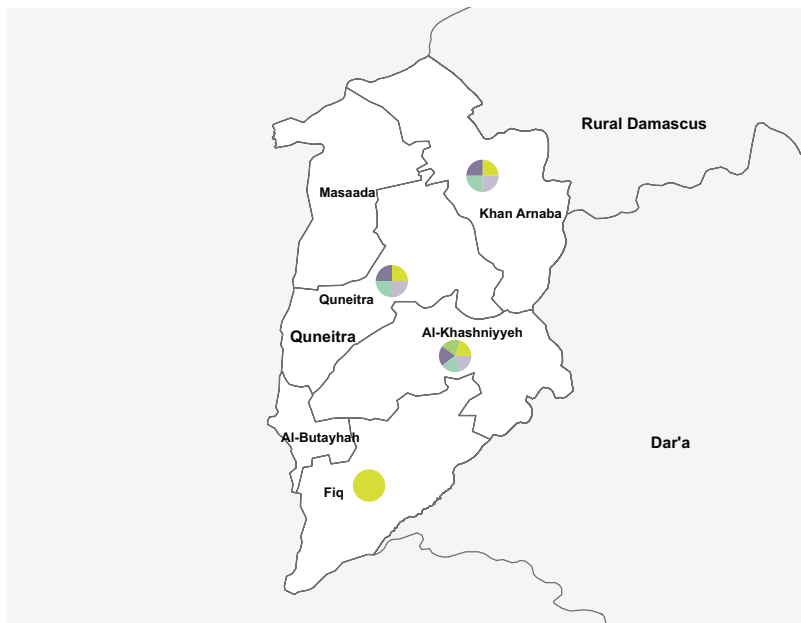 Rural Damascus
Masaada
Khan Arnaba
Quneitra
Al-Khashniyyeh
Quneitra
Al-Butayhah
Dar'a
Fiq